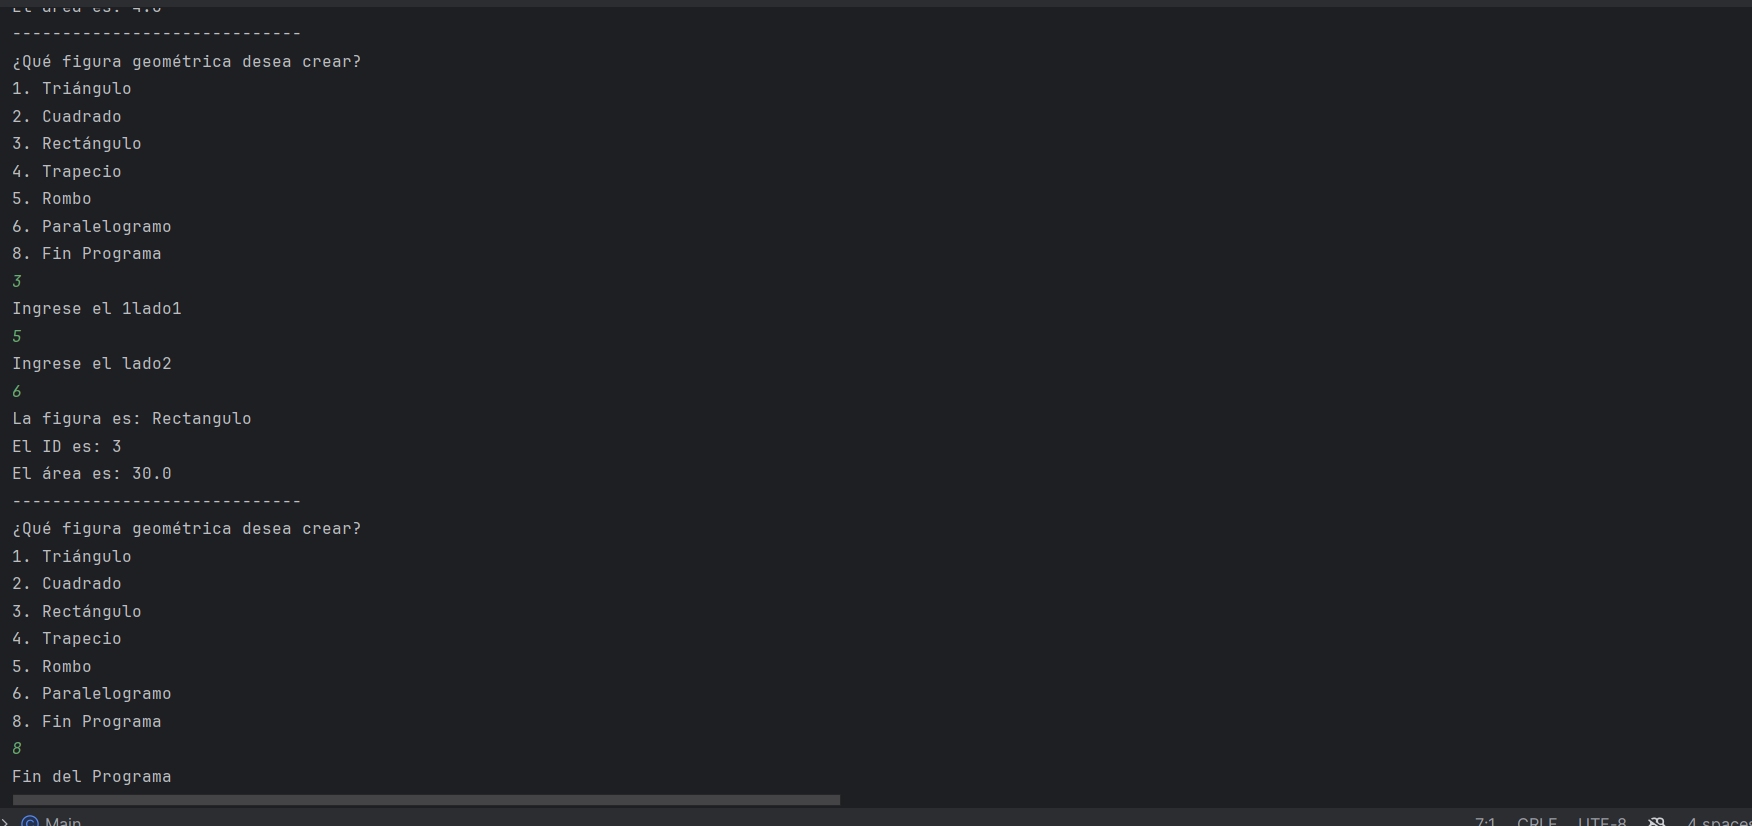 El área es: 4.0
-----------------------------
¿Qué figura geométrica desea crear?
1. Triángulo
2. Cuadrado
3. Rectángulo
4. Trapecio
5. Rombo
6. Paralelogramo
8. Fin Programa
3
Ingrese el 1lado1
5
Ingrese el lado2
6
La figura es: Rectangulo
El ID es: 3
El área es: 30.0
-----------------------------
¿Qué figura geométrica desea crear?
1. Triángulo
2. Cuadrado
3. Rectángulo
4. Trapecio
5. Rombo
6. Paralelogramo
8. Fin Programa
8
Fin del Programa
Main 7:1 CRLF UTF-8 4 spaces